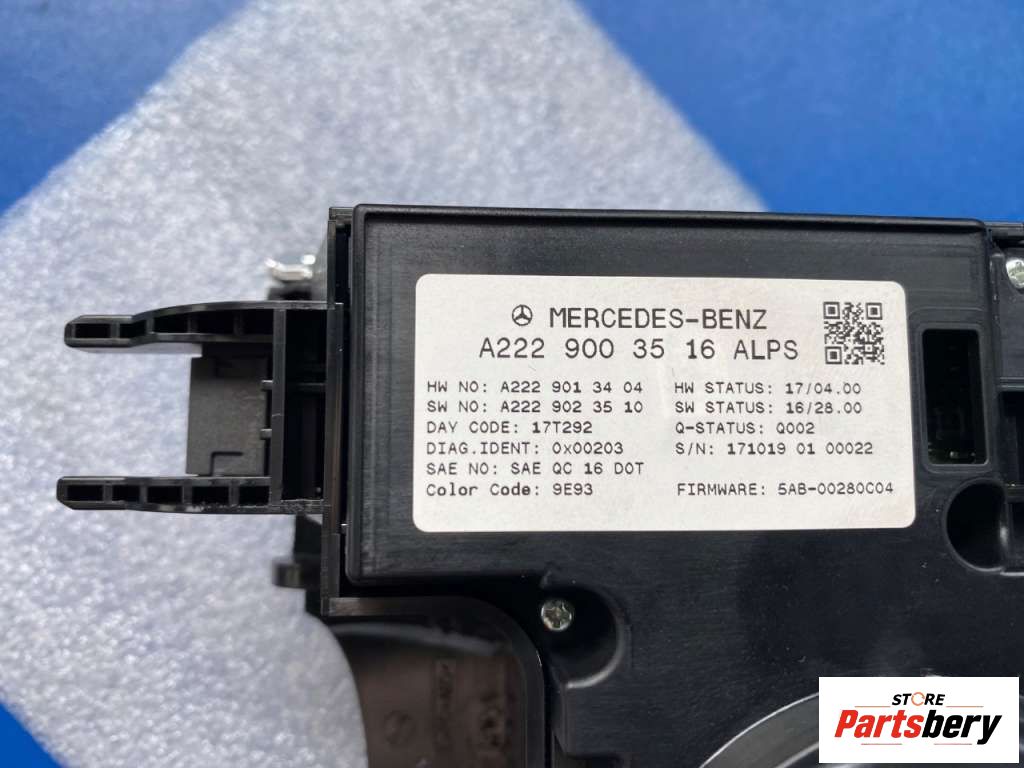 MERCEDES-BENZ
A222 900 35 16 ALPS
HW NO: A222 901 34 04 HW STATUS: 17/04.00
SW NO: A222 902 35 10 SW STATUS: 16/28.00
DAY CODE: 17T292 Q-STATUS: Q002
DIAG.IDENT: 0x00203 S/N: 171019 01 00022
SAE NO: SAE QC 16 DOT
Color Code: 9E93 FIRMWARE: 5AB-00280C04
STORE
Partsbery